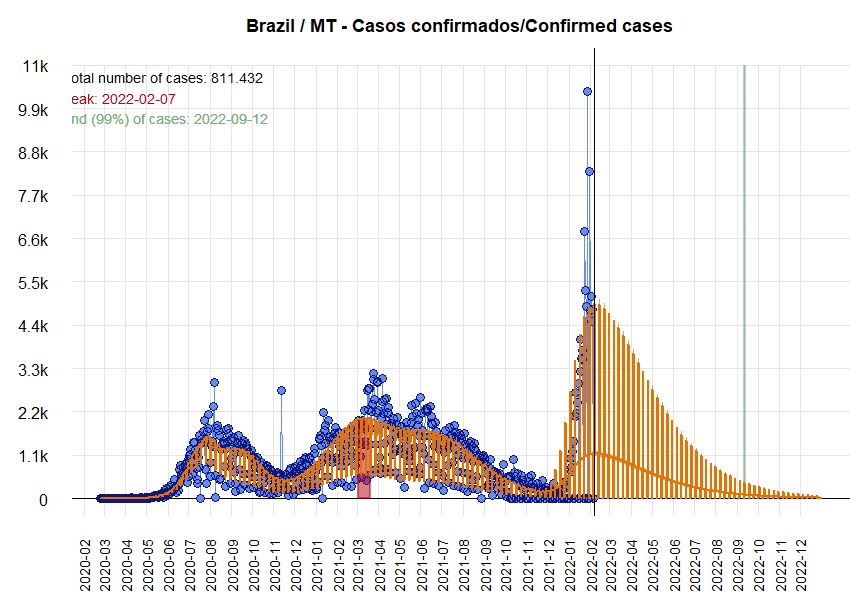 Brazil / MT - Casos confirmados/Confirmed cases
11k
otal number of cases: 811.432
eak: 2022-02-07
nd (99%) of cases: 2022-09-12
9.9k
8.8k
7.7k
6.6k
5.5k
4.4k
3.3k
2.2k
1.1k
0
2020-02
2020-03
2020-04
2020-05
2020-06
2020-07
2020-08
2020-09
2020-10
2020-11
2020-12
2021-01
2021-02
2021-03
2021-04
2021-05
2021-06
2021-07
2021-08
2021-09
2021-10
2021-11
2021-12
2022-01
2022-02
2022-03
2022-04
2022-05
2022-06
2022-07
2022-08
2022-09
2022-10
2022-11
2022-12